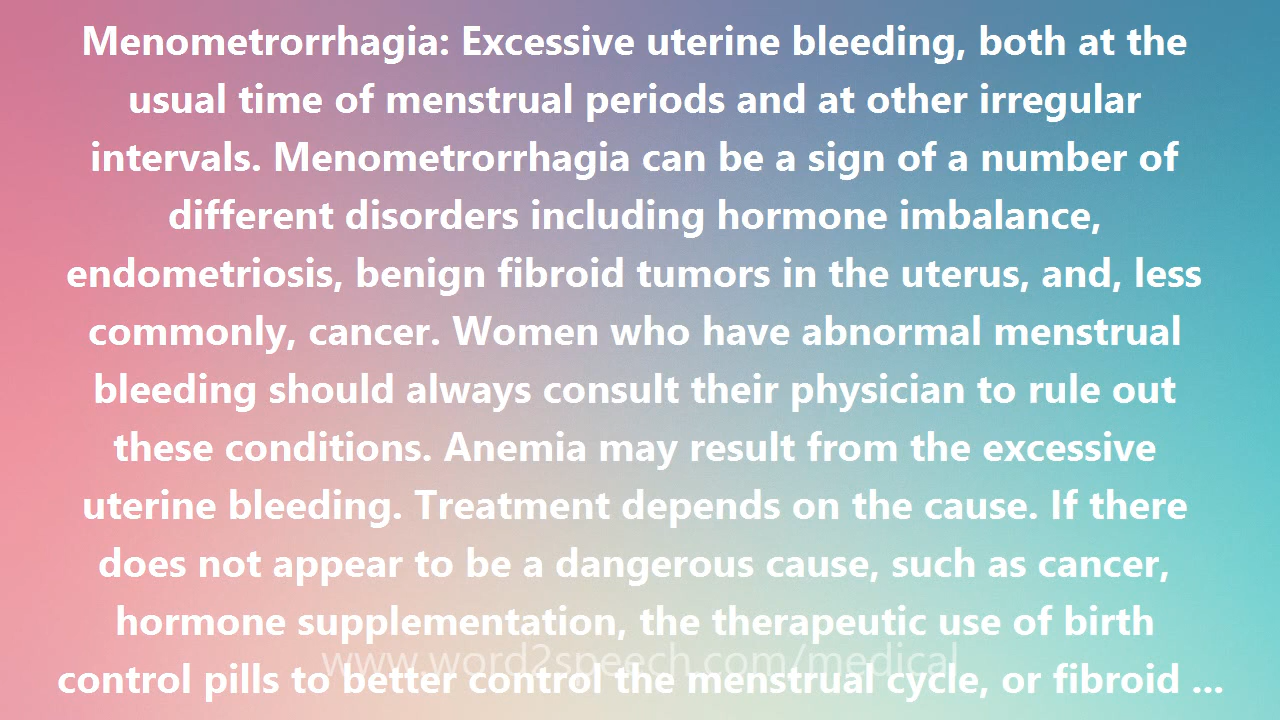 Menometrorrhagia: Excessive uterine bleeding, both at the
usual time of menstrual periods and at other irregular
intervals. Menometrorrhagia can be a sign of a number of
different disorders including hormone imbalance,
endometriosis, benign fibroid tumors in the uterus, and, less
commonly, cancer. Women who have abnormal menstrual
bleeding should always consult their physician to rule out
these conditions. Anemia may result from the excessive
uterine bleeding. Treatment depends on the cause. If there
does not appear to be a dangerous cause, such as cancer,
hormone supplementation, the therapeutic use of birth
www.word2speech.com/medical
control pills to better control the menstrual cycle, or fibroid ...